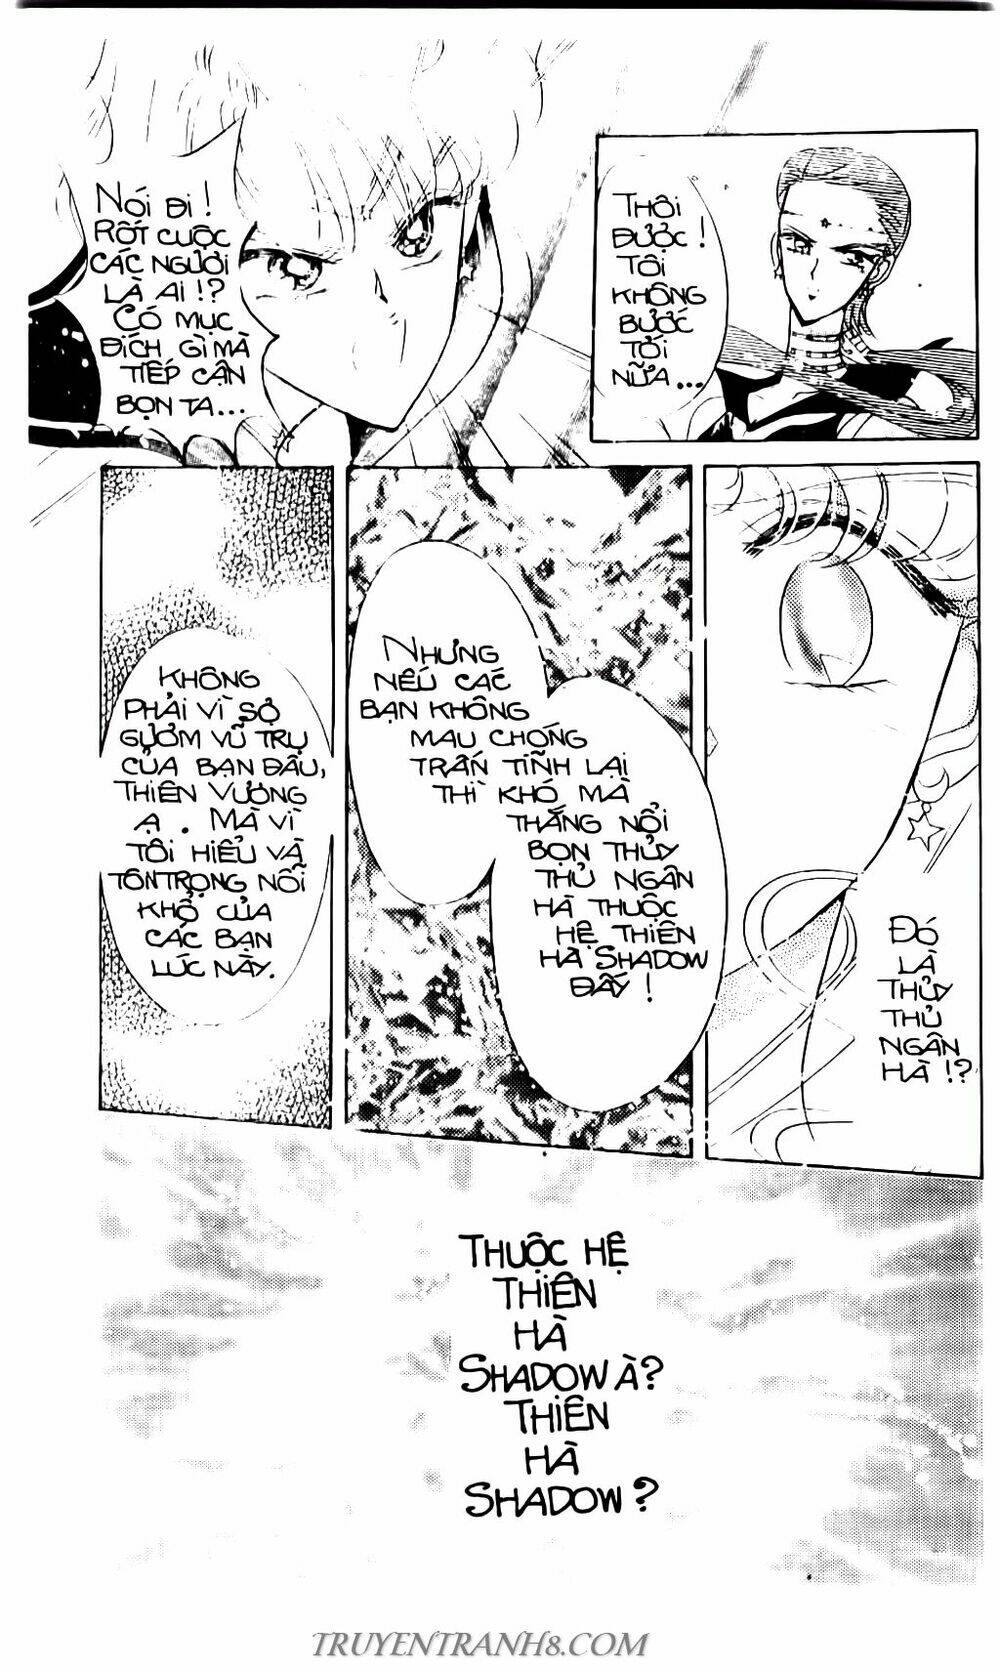 NÓI ĐI !
RỐT CUỘC
CÁC NGƯƠI
LÀ AI !?
CÓ MỤC
ĐÍCH GÌ MÀ
TIẾP CẬN
BỌN TA...
THÔI
ĐƯỢC !
TÔI
KHÔNG
BƯỚC
TỚI
NỮA...
KHÔNG
PHẢI VÌ SỢ
GƯƠM VŨ TRỤ
CỦA BẠN ĐÂU,
THIÊN VƯƠNG
Ạ . MÀ VÌ
TÔI HIỂU VÀ
TÔN TRỌNG NỖI
KHỔ CỦA
CÁC BẠN
LÚC NÀY.
NHƯNG
NẾU CÁC
BẠN KHÔNG
MAU CHÓNG
TRẤN TĨNH LẠI
THÌ KHÓ MÀ
THẮNG NỔI
BỌN THỦY
THỦ NGÂN
HÀ THUỘC
HỆ THIÊN
HÀ SHADOW
ĐẤY !
ĐÓ
LÀ
THỦY
THỦ
NGÂN
HÀ !?
THUỘC HỆ
THIÊN
HÀ
SHADOW À?
THIÊN
HÀ
SHADOW ?
TRUYENTRANH8.COM